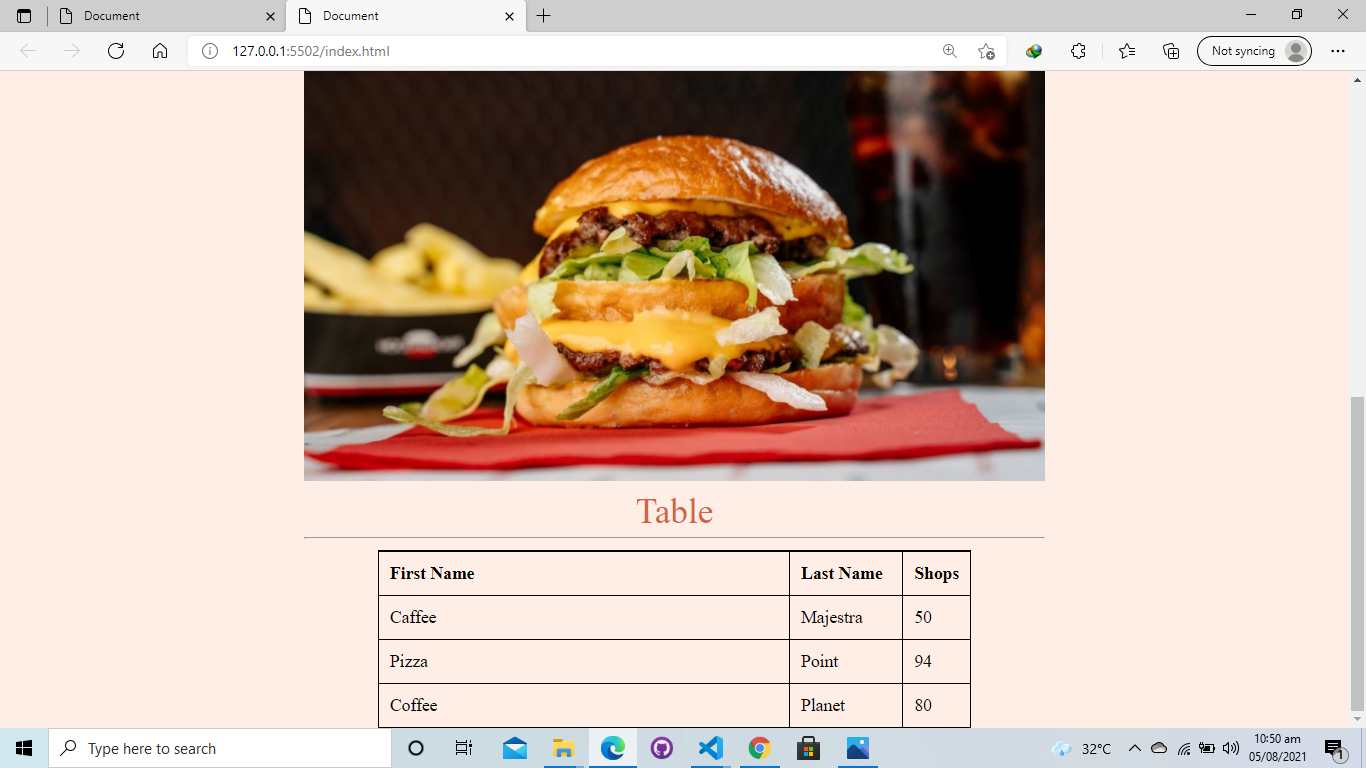 Document
Document
127.0.0.1:5502/index.html
Not syncing
Table
First Name Last Name Shops
Caffee Majestra 50
Pizza Point 94
Coffee Planet 80
Type here to search
32°C
10:50 am
05/08/2021
1